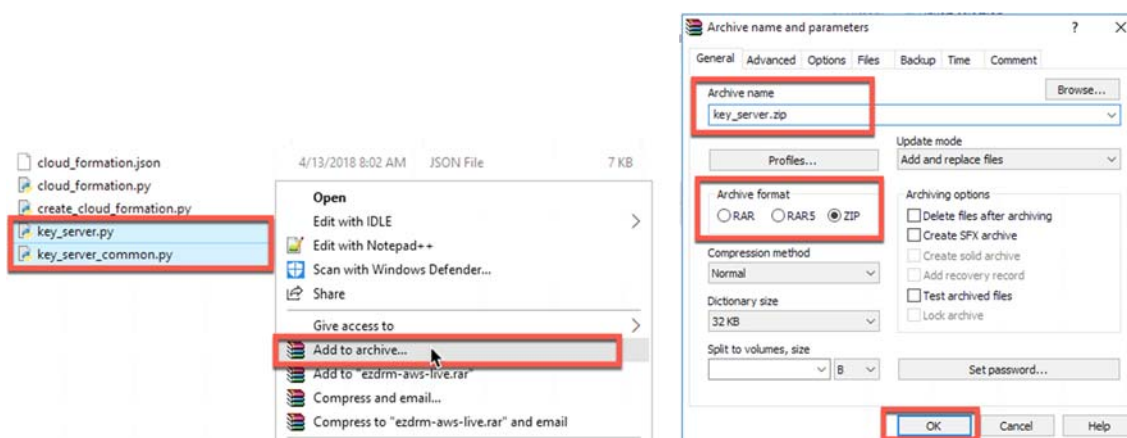 cloud_formation.json
cloud_formation.py
create_cloud_formation.py
key_server.py
key_server_common.py
4/13/2018 8:02 AM JSON File 7 KB
Open
Edit with IDLE
Edit with Notepad++
Scan with Windows Defender...
Share
Give access to
Add to archive...
Add to "ezdrm-aws-live.rar"
Compress and email...
Compress to "ezdrm-aws-live.rar" and email
Archive name and parameters ? X
General Advanced Options Files Backup Time Comment
Archive name
Browse...
key_server.zip
Profiles...
Update mode
Add and replace files
Archive format
RAR RAR5 ZIP
Compression method
Normal
Dictionary size
32 KB
Split to volumes, size
B
Archiving options
Delete files after archiving
Create SFX archive
Create solid archive
Add recovery record
Test archived files
Lock archive
Set password...
OK Cancel Help